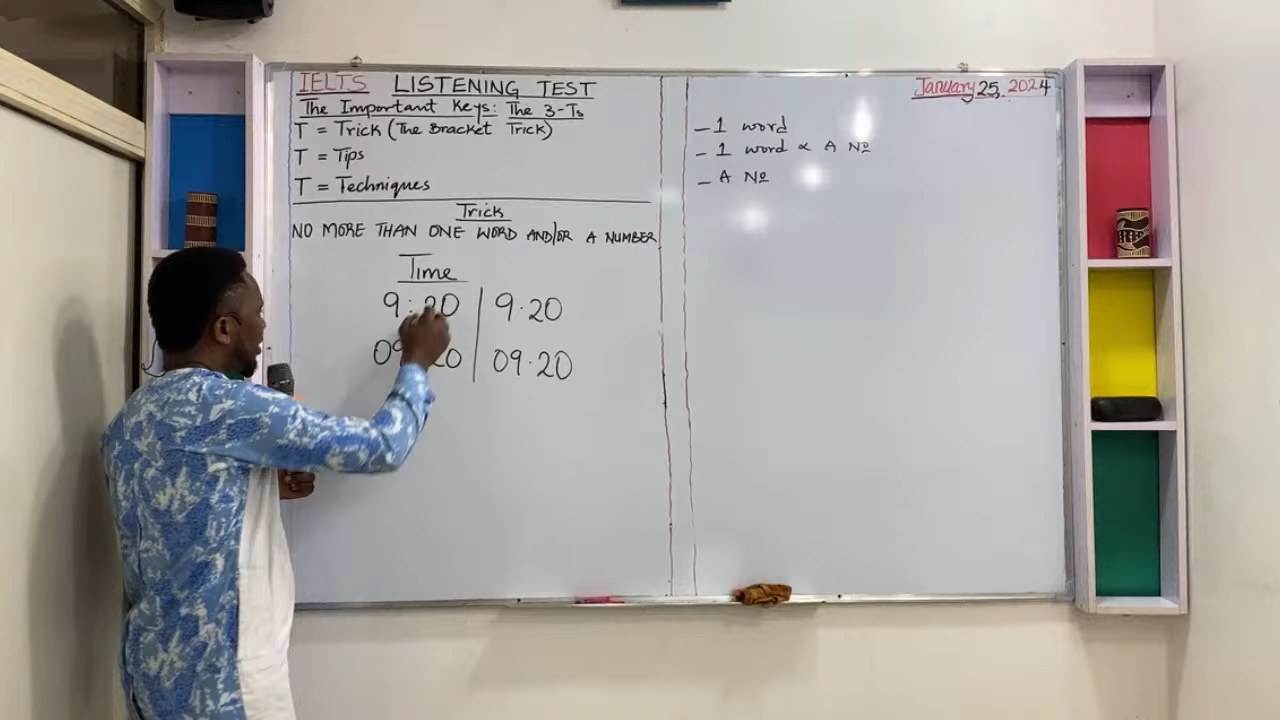 IELTS LISTENING TEST
The Important Keys: The 3-Ts
T = Trick (The Bracket Trick)
T = Tips
T = Techniques
Trick
NO MORE THAN ONE WORD AND/OR A NUMBER
Time
9:20 | 9.20
09 20 | 09.20
January 25, 2024
- 1 word
- 1 word & A No
- A No